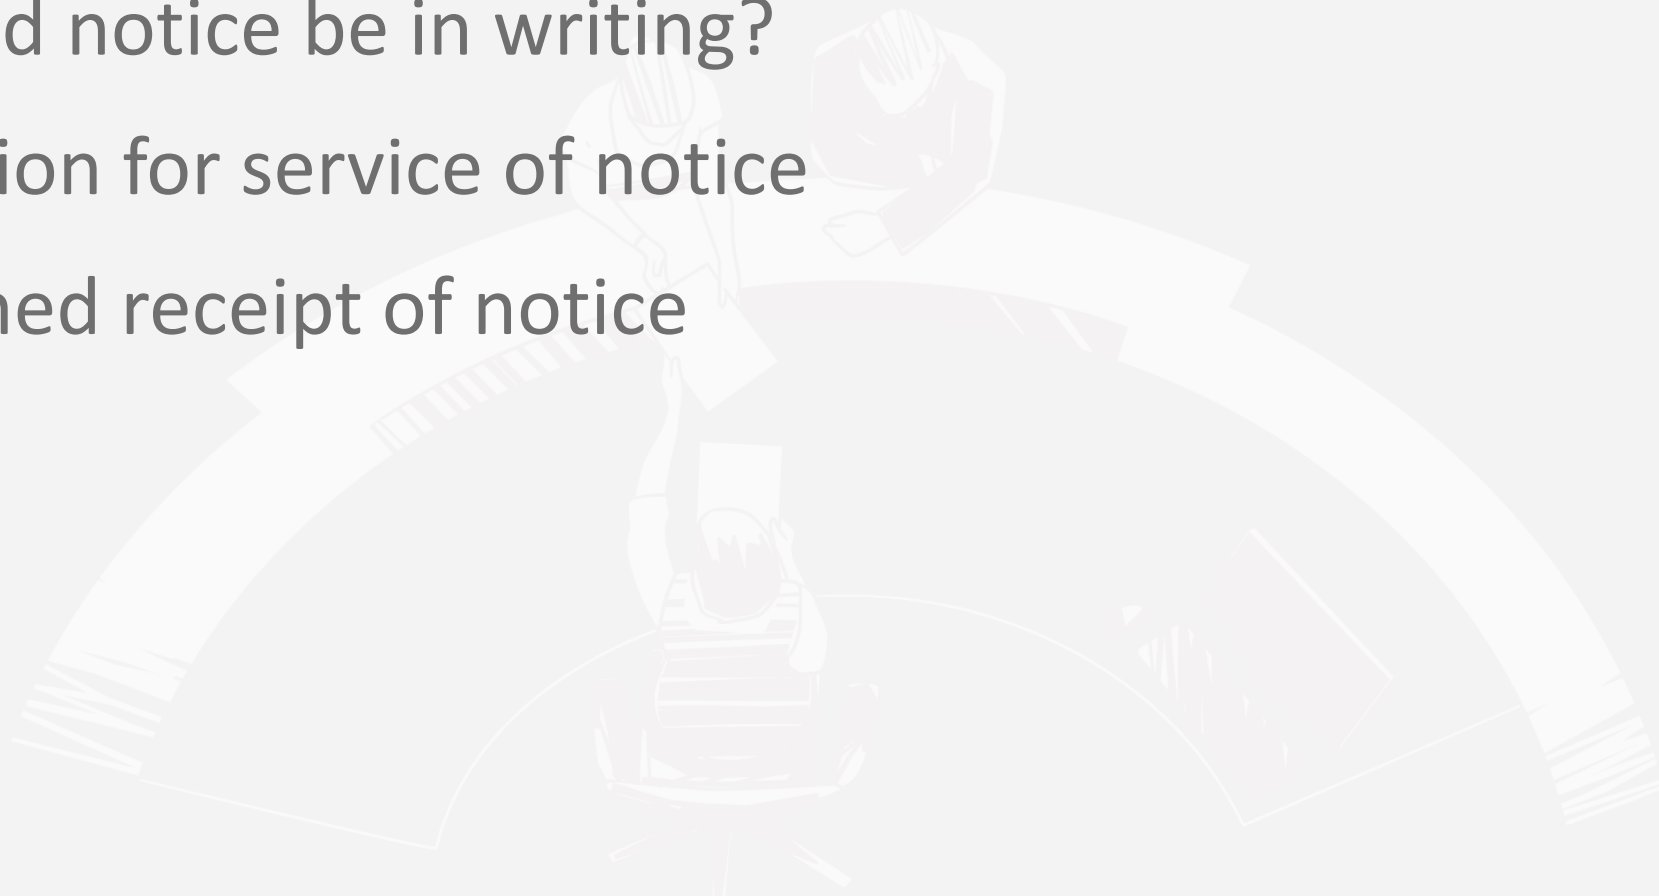 d notice be in writing?
ion for service of notice
ned receipt of notice